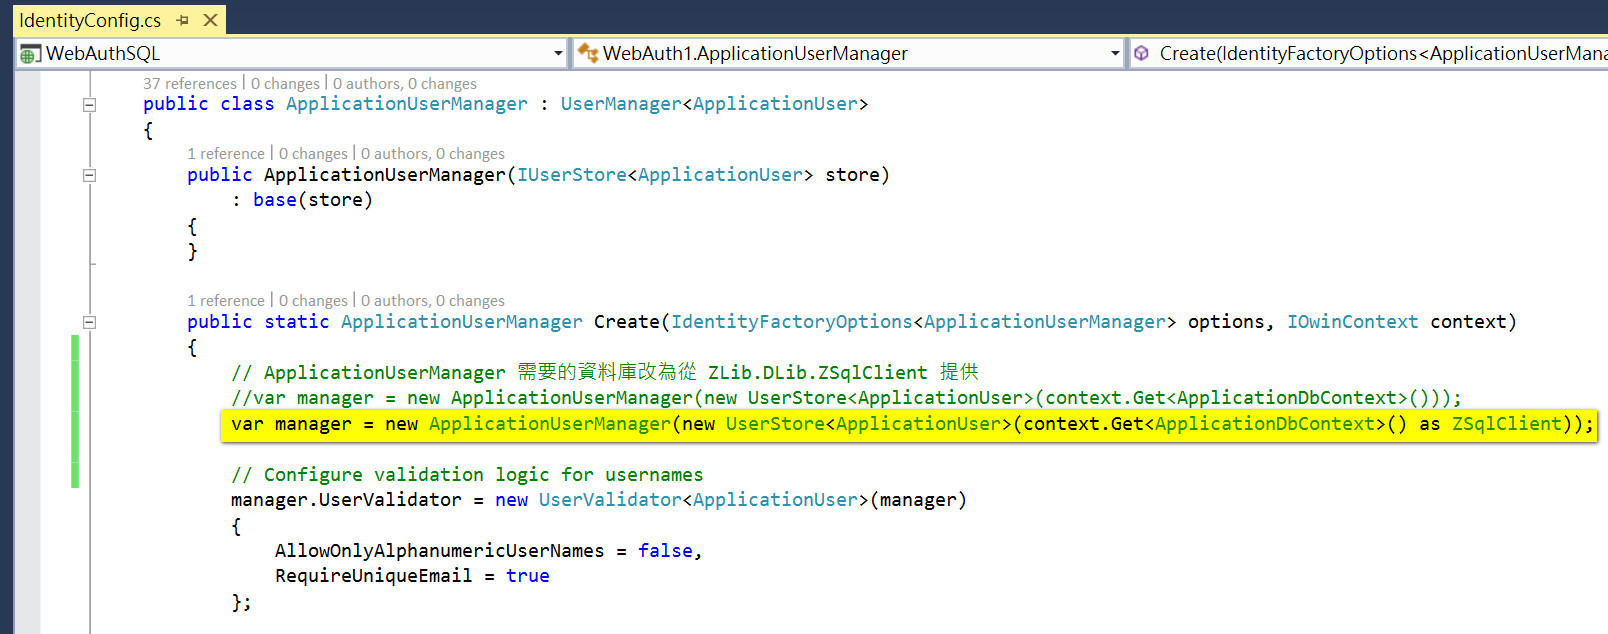 IdentityConfig.cs
WebAuthSQL
WebAuth1.ApplicationUserManager
Create(IdentityFactoryOptions<ApplicationUserMana
37 references | 0 changes | 0 authors, 0 changes
public class ApplicationUserManager : UserManager<ApplicationUser>
{
1 reference | 0 changes | 0 authors, 0 changes
public ApplicationUserManager(IUserStore<ApplicationUser> store)
: base(store)
{
}
1 reference | 0 changes | 0 authors, 0 changes
public static ApplicationUserManager Create(IdentityFactoryOptions<ApplicationUserManager> options, IOwinContext context)
{
// ApplicationUserManager 需要的資料庫改為從 ZLib.DLib.ZSqlClient 提供
//var manager = new ApplicationUserManager(new UserStore<ApplicationUser>(context.Get<ApplicationDbContext>()));
var manager = new ApplicationUserManager(new UserStore<ApplicationUser>(context.Get<ApplicationDbContext>() as ZSqlClient));
// Configure validation logic for usernames
manager.UserValidator = new UserValidator<ApplicationUser>(manager)
{
AllowOnlyAlphanumericUserNames = false,
RequireUniqueEmail = true
};